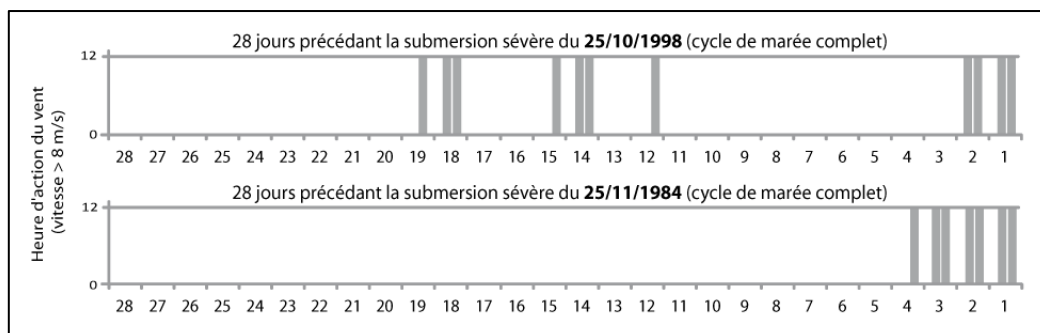 28 jours précédant la submersion sévère du 25/10/1998 (cycle de marée complet)
12
0
28 27 26 25 24 23 22 21 20 19 18 17 16 15 14 13 12 11 10 9 8 7 6 5 4 3 2 1
Heure d'action du vent
(vitesse > 8 m/s)
28 jours précédant la submersion sévère du 25/11/1984 (cycle de marée complet)
12
0
28 27 26 25 24 23 22 21 20 19 18 17 16 15 14 13 12 11 10 9 8 7 6 5 4 3 2 1